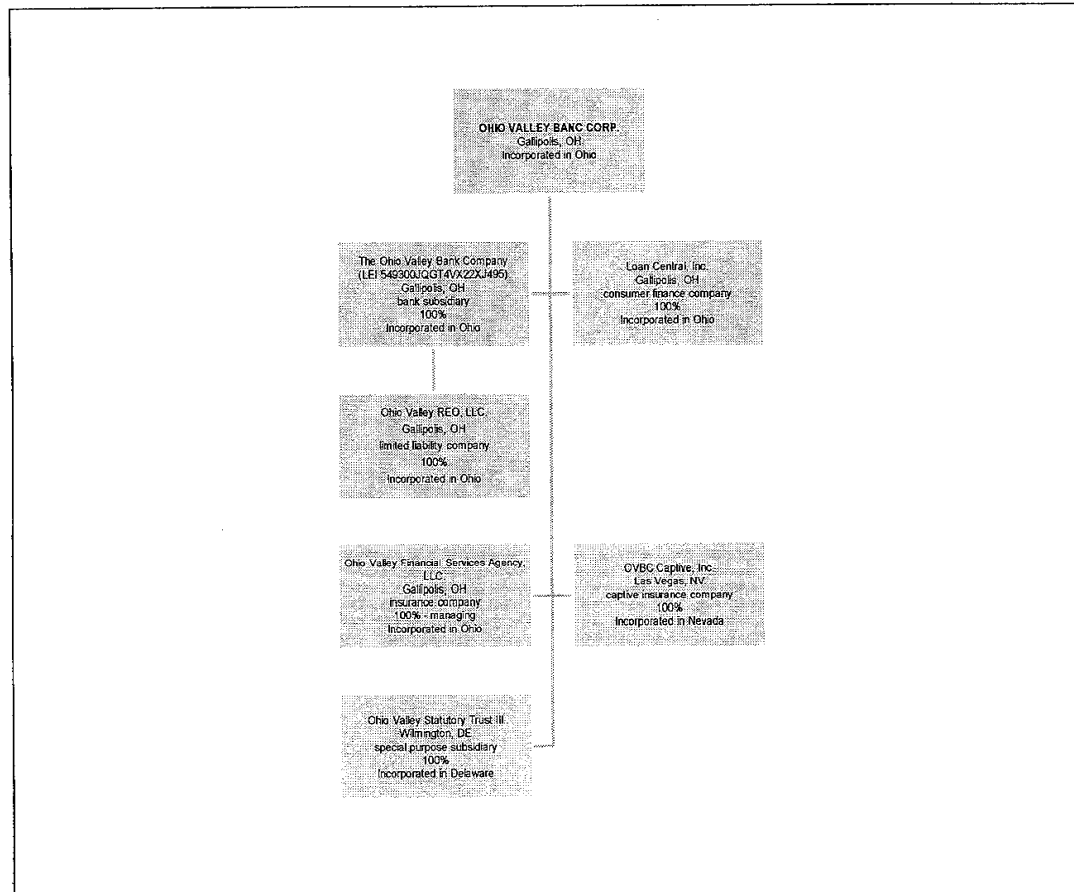 OHIO VALLEY BANC CORP.
Gallipolis, OH
Incorporated in Ohio
The Ohio Valley Bank Company
(LEI 549300JQGT4VX22XJ495)
Gallipolis, OH
bank subsidiary
100%
Incorporated in Ohio
Loan Central, Inc.
Gallipolis, OH
consumer finance company
100%
Incorporated in Ohio
Ohio Valley REO, LLC.
Gallipolis, OH
limited liability company
100%
Incorporated in Ohio
Ohio Valley Financial Services Agency,
LLC
Gallipolis, OH
insurance company
100% - managing
Incorporated in Ohio
OVBC Captive, Inc.
Las Vegas, NV.
captive insurance company
100%
Incorporated in Nevada
Ohio Valley Statutory Trust III
Wilmington, DE
special purpose subsidiary
100%
Incorporated in Delaware